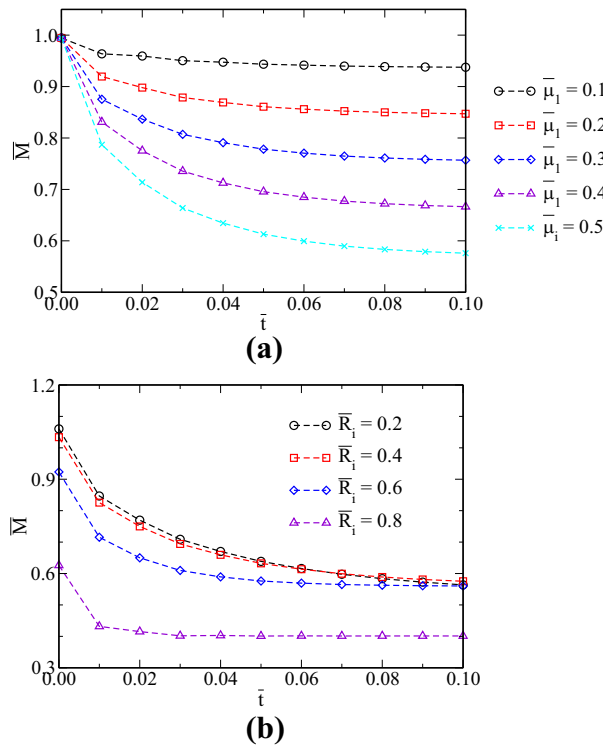 1.0
0.9
0.8
0.7
0.6
0.5
M̅
0.00 0.02 0.04 0.06 0.08 0.10
t̄
μ̅₁ = 0.1
μ̅₁ = 0.2
μ̅₁ = 0.3
μ̅₁ = 0.4
μ̅ᵢ = 0.5
(a)
1.2
0.9
0.6
0.3
M̅
0.00 0.02 0.04 0.06 0.08 0.10
t̄
R̅ᵢ = 0.2
R̅ᵢ = 0.4
R̅ᵢ = 0.6
R̅ᵢ = 0.8
(b)